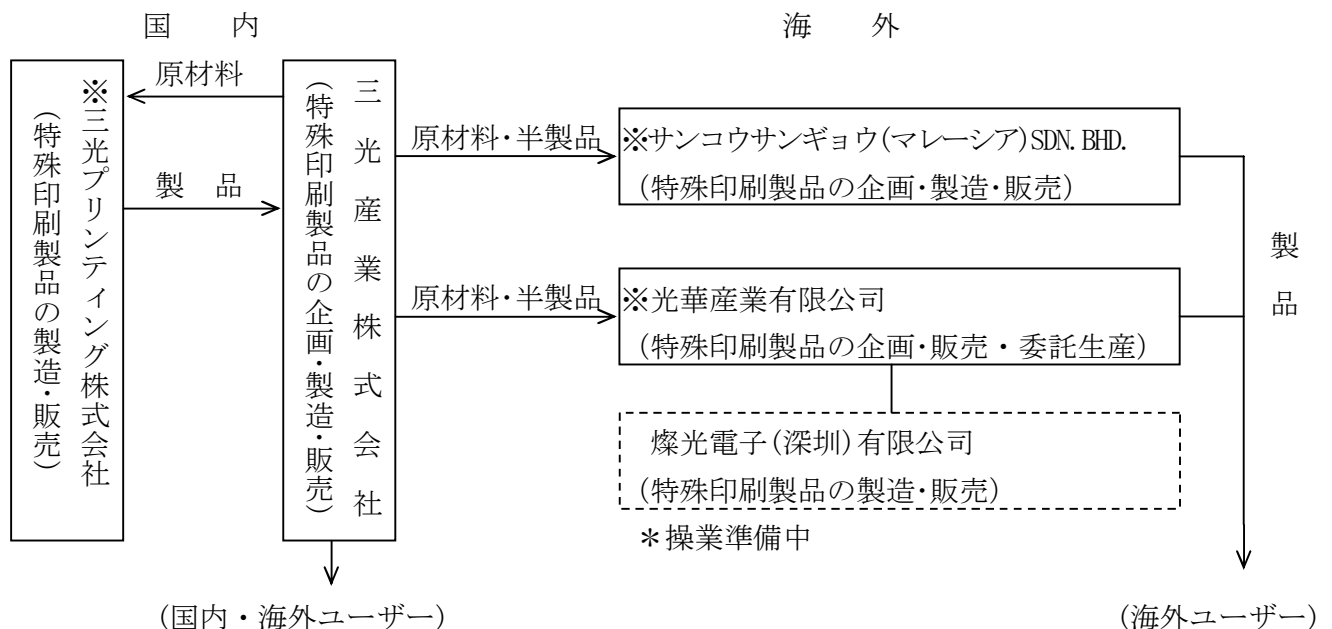 国 内
海 外
※三光プリンティング株式会社
(特殊印刷製品の製造・販売)
原材料
製 品
三光産業株式会社
(特殊印刷製品の企画・製造・販売)
原材料・半製品
※サンコウサンギョウ(マレーシア)SDN.BHD.
(特殊印刷製品の企画・製造・販売)
原材料・半製品
※光華産業有限公司
(特殊印刷製品の企画・販売・委託生産)
燦光電子(深圳)有限公司
(特殊印刷製品の製造・販売)
*操業準備中
製品
(国内・海外ユーザー)
(海外ユーザー)